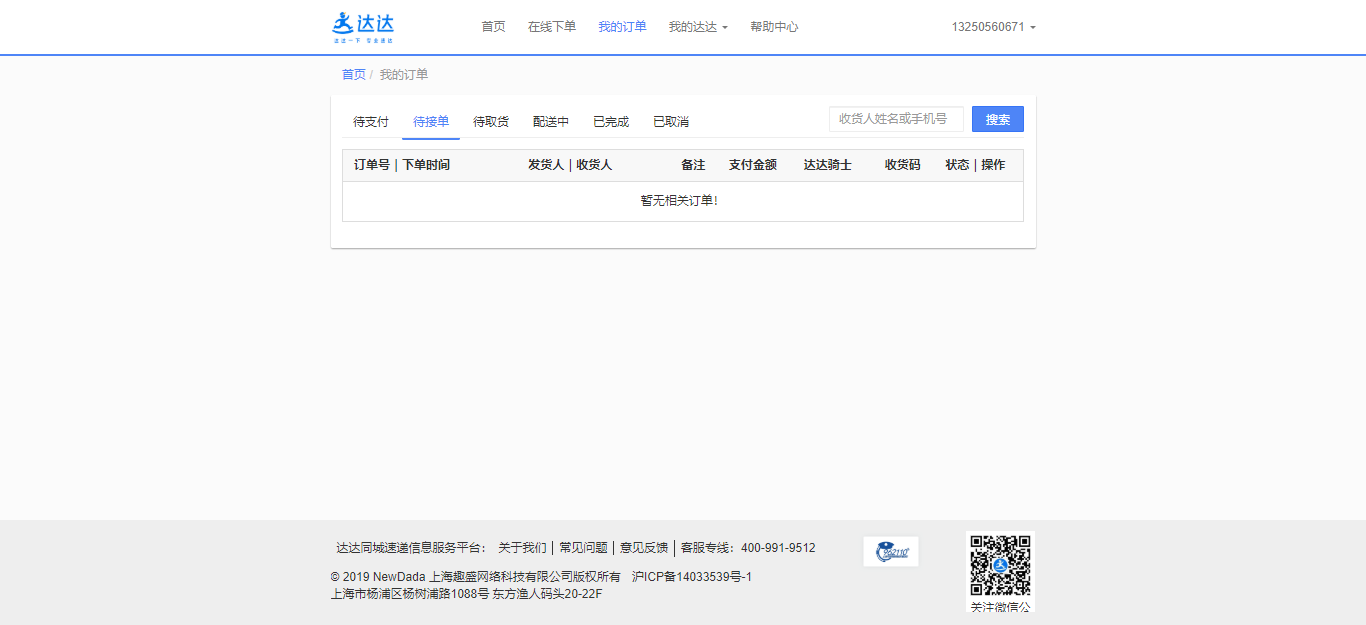 达达
达达一下 专业速达
首页 在线下单 我的订单 我的达达 帮助中心 13250560671
首页 / 我的订单
待支付 待接单 待取货 配送中 已完成 已取消 收货人姓名或手机号 搜索
订单号 | 下单时间 发货人 | 收货人 备注 支付金额 达达骑士 收货码 状态 | 操作
暂无相关订单!
达达同城速递信息服务平台: 关于我们 | 常见问题 | 意见反馈 | 客服专线: 400-991-9512
962110
© 2019 NewDada 上海趣盛网络科技有限公司版权所有 沪ICP备14033539号-1
上海市杨浦区杨树浦路1088号 东方渔人码头20-22F
关注微信公